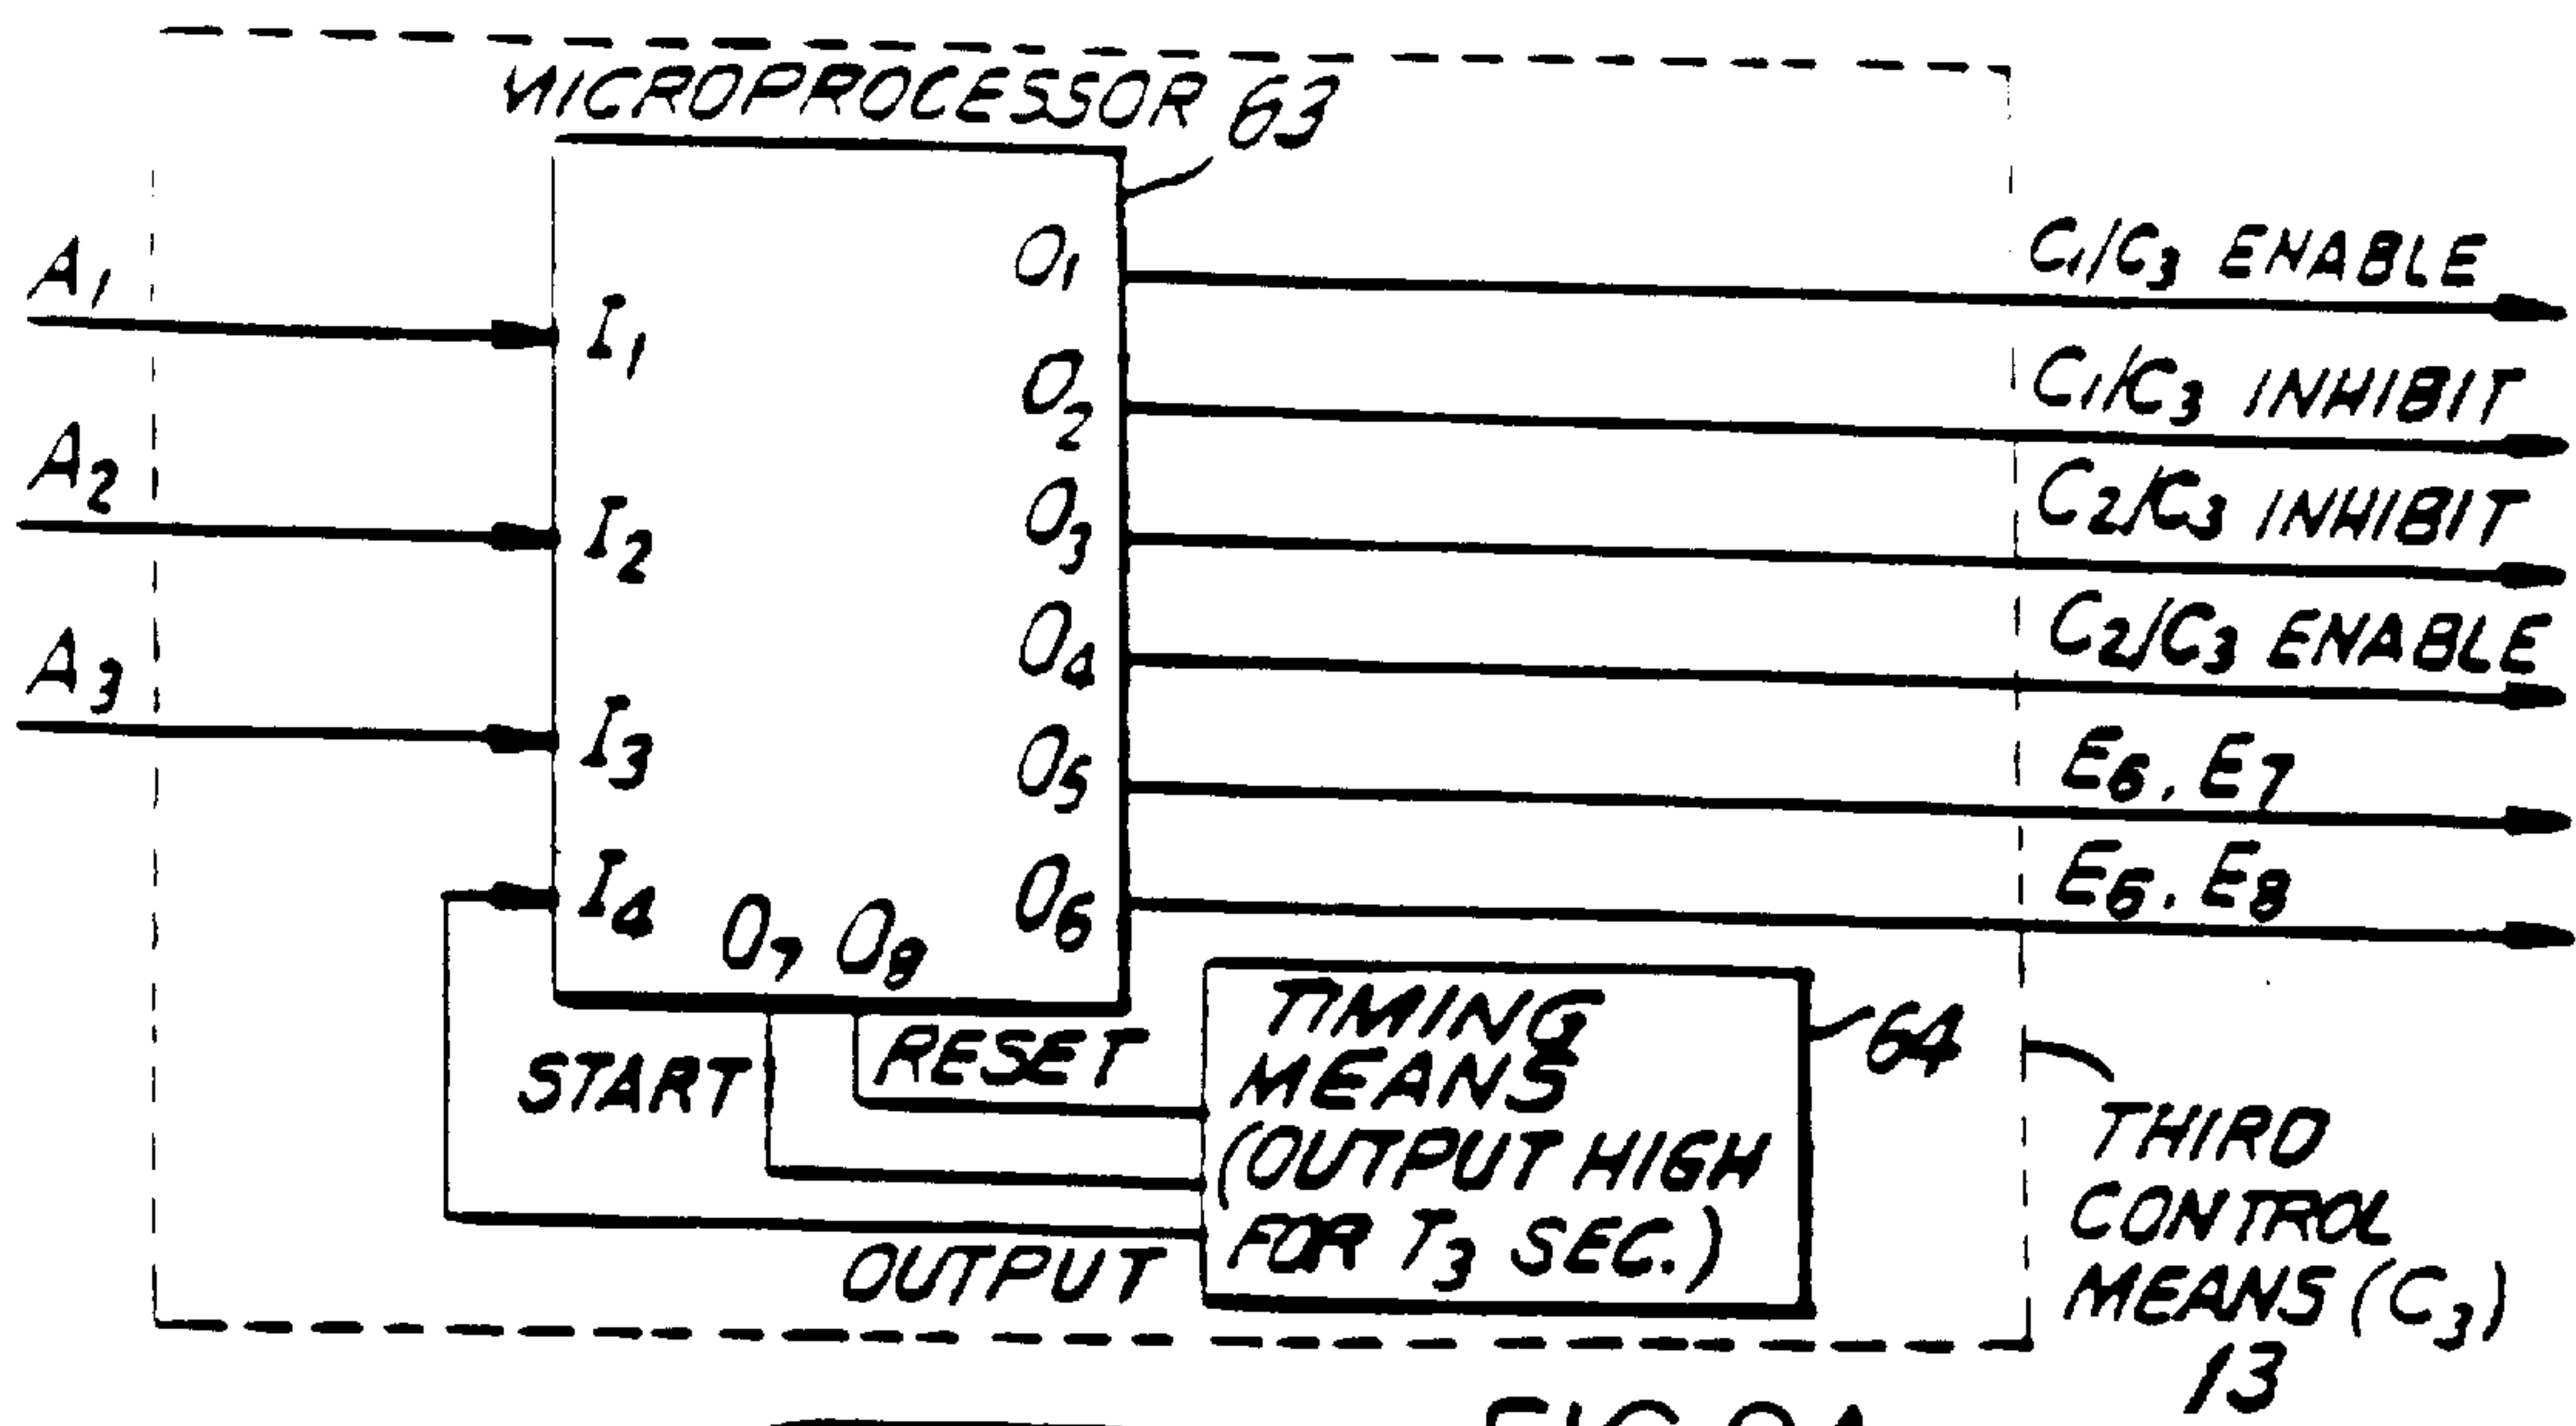 MICROPROCESSOR 63
A1
A2
A3
I1
I2
I3
I4
O1
O2
O3
O4
O5
O6
O7 O8
C1/C3 ENABLE
C1/C3 INHIBIT
C2/C3 INHIBIT
C2/C3 ENABLE
E6, E7
E6, E8
START
RESET
OUTPUT
TIMING
MEANS
(OUTPUT HIGH
FOR T3 SEC.)
64
THIRD
CONTROL
MEANS (C3)
13